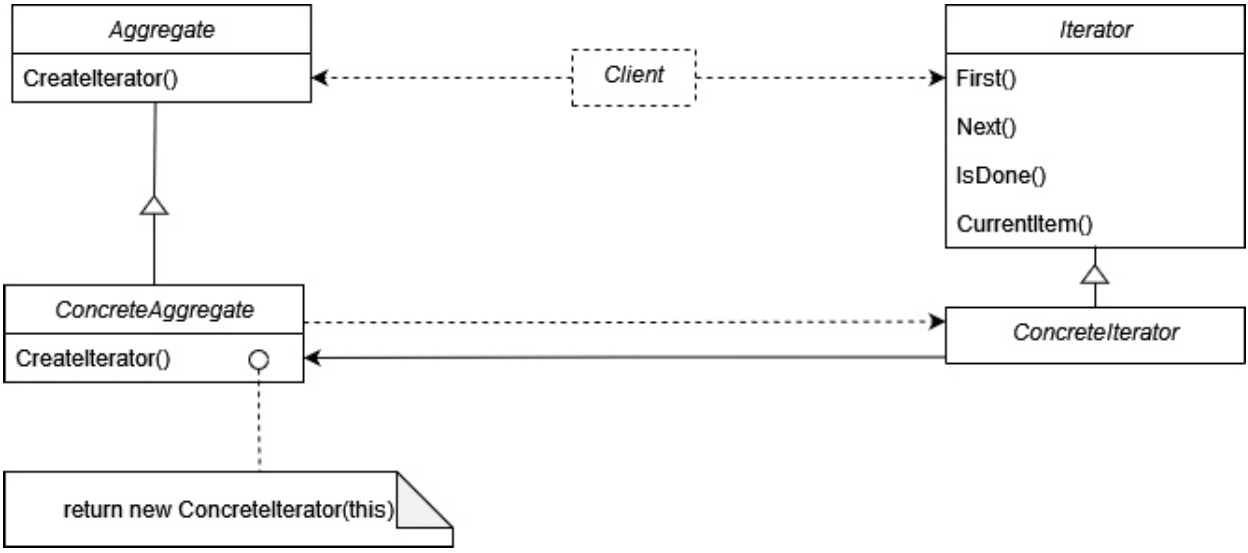 Aggregate
CreateIterator()
Client
Iterator
First()
Next()
IsDone()
CurrentItem()
ConcreteAggregate
CreateIterator()
ConcreteIterator
return new ConcreteIterator(this)